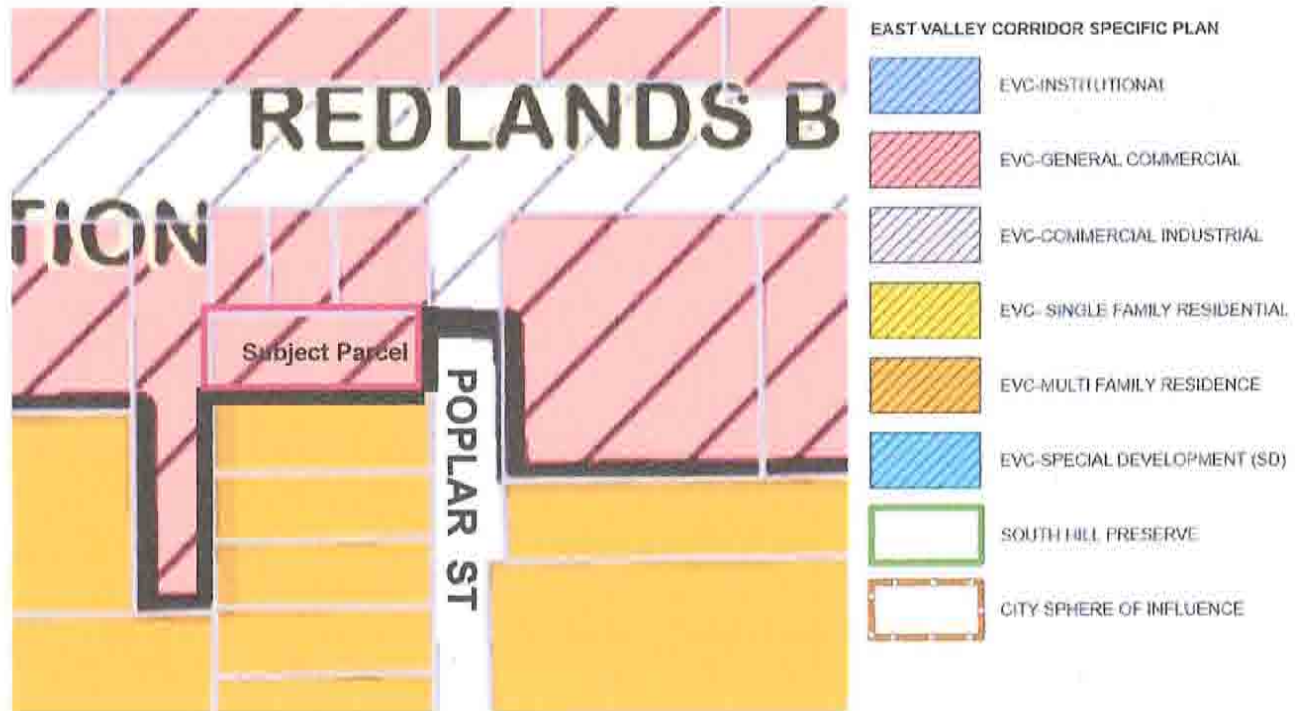 REDLANDS B
TION
Subject Parcel
POPLAR ST
EAST VALLEY CORRIDOR SPECIFIC PLAN
EVC-INSTITUTIONAL
EVC-GENERAL COMMERCIAL
EVC-COMMERCIAL INDUSTRIAL
EVC- SINGLE FAMILY RESIDENTIAL
EVC-MULTI FAMILY RESIDENCE
EVC-SPECIAL DEVELOPMENT (SD)
SOUTH HILL PRESERVE
CITY SPHERE OF INFLUENCE